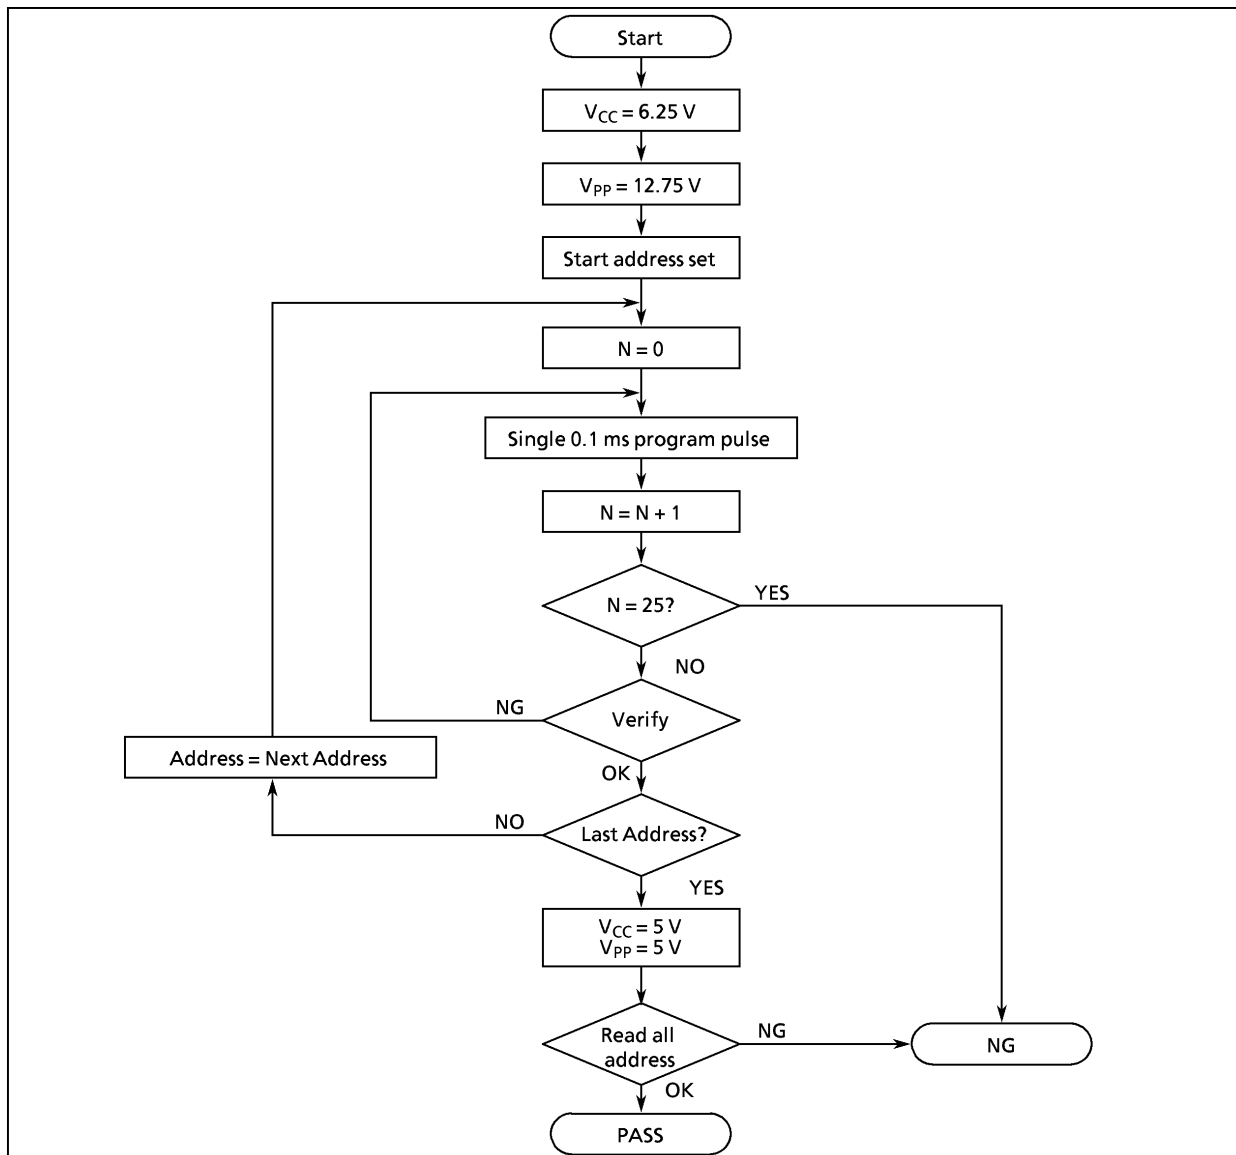 Start
VCC = 6.25 V
VPP = 12.75 V
Start address set
N = 0
Single 0.1 ms program pulse
N = N + 1
N = 25?
YES
NO
NG
Verify
Address = Next Address
OK
NO
Last Address?
YES
VCC = 5 V
VPP = 5 V
Read all
address
NG
NG
OK
PASS